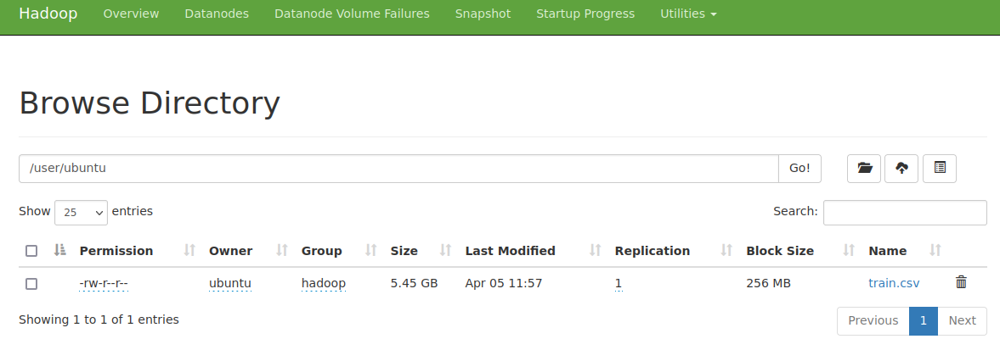 Hadoop Overview Datanodes Datanode Volume Failures Snapshot Startup Progress Utilities
Browse Directory
/user/ubuntu Go!
Show 25 entries Search:
Permission Owner Group Size Last Modified Replication Block Size Name
-rw-r--r-- ubuntu hadoop 5.45 GB Apr 05 11:57 1 256 MB train.csv
Showing 1 to 1 of 1 entries Previous 1 Next